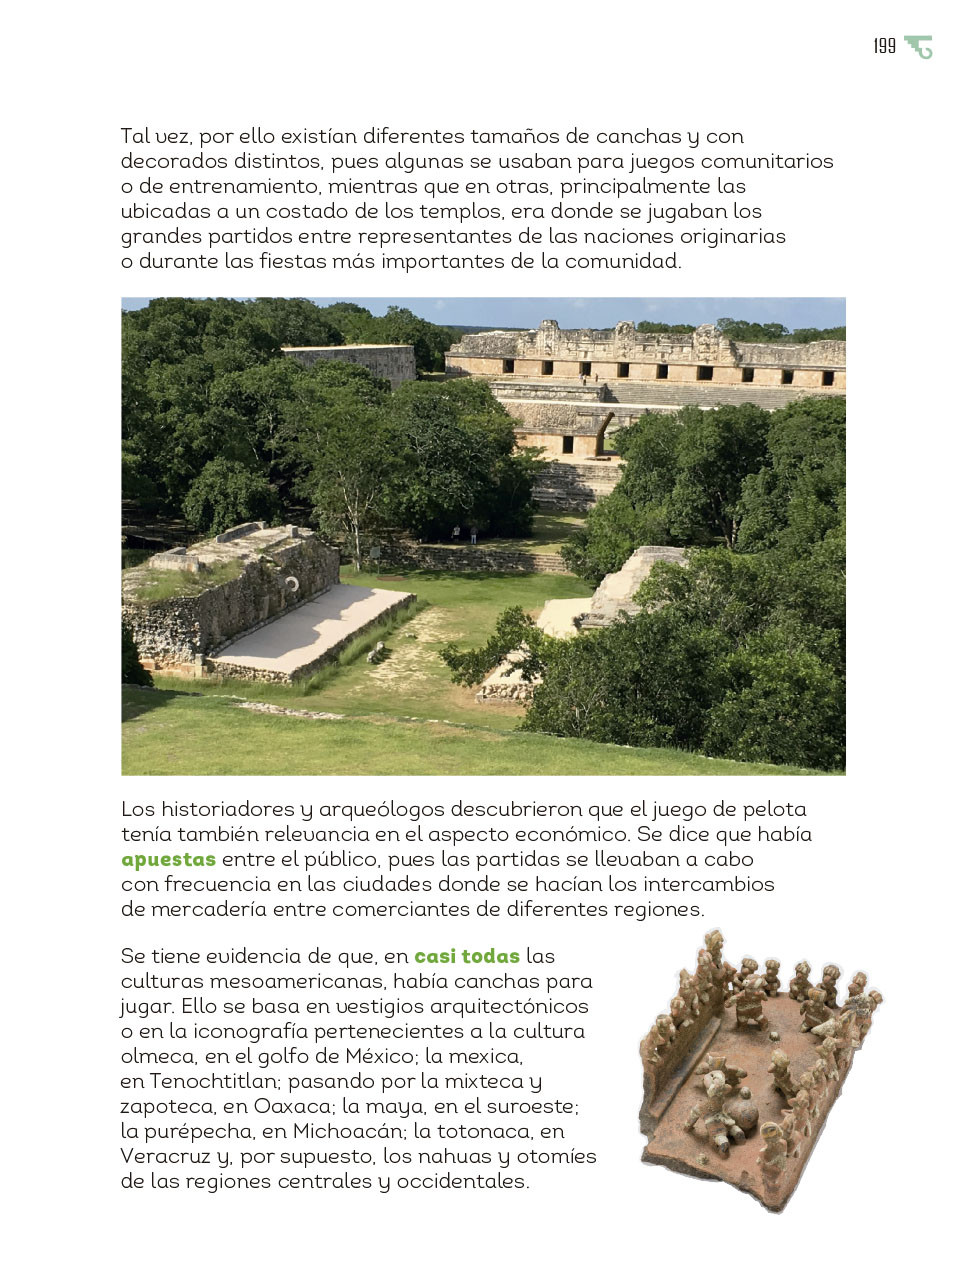 199
Tal vez, por ello existían diferentes tamaños de canchas y con
decorados distintos, pues algunas se usaban para juegos comunitarios
o de entrenamiento, mientras que en otras, principalmente las
ubicadas a un costado de los templos, era donde se jugaban los
grandes partidos entre representantes de las naciones originarias
o durante las fiestas más importantes de la comunidad.
Los historiadores y arqueólogos descubrieron que el juego de pelota
tenía también relevancia en el aspecto económico. Se dice que había
apuestas entre el público, pues las partidas se llevaban a cabo
con frecuencia en las ciudades donde se hacían los intercambios
de mercadería entre comerciantes de diferentes regiones.
Se tiene evidencia de que, en casi todas las
culturas mesoamericanas, había canchas para
jugar. Ello se basa en vestigios arquitectónicos
o en la iconografía pertenecientes a la cultura
olmeca, en el golfo de México; la mexica,
en Tenochtitlan; pasando por la mixteca y
zapoteca, en Oaxaca; la maya, en el suroeste;
la purépecha, en Michoacán; la totonaca, en
Veracruz y, por supuesto, los nahuas y otomíes
de las regiones centrales y occidentales.